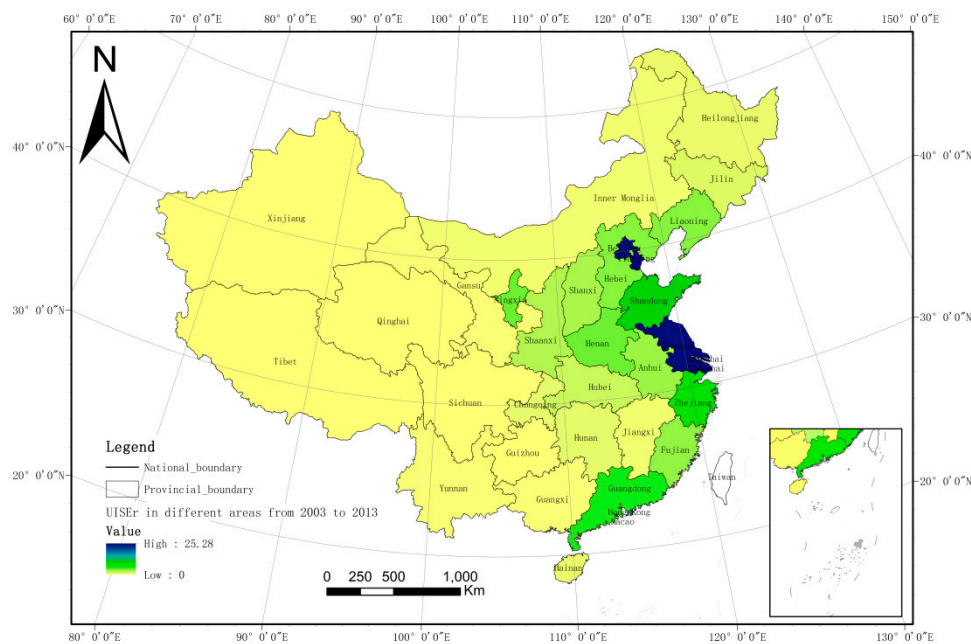 60° 0'0"E 70° 0'0"E 80° 0'0"E 90° 0'0"E 100° 0'0"E 110° 0'0"E 120° 0'0"E 130° 0'0"E 140° 0'0"E 150° 0'0"E
N
Heilongjiang
40° 0'0"N 40° 0'0"N
Jilin
Inner Monglia
Xinjiang
Liaoning
Hebei
Gansu
Shanxi
Ningxia
Shandong
30° 0'0"N 30° 0'0"N
Qinghai
Shaanxi
Henan
Tibet
Anhui
Hubei
Sichuan
Chongqing
Zhejiang
Hunan
Jiangxi
Legend
Guizhou
Fujian
National_boundary
20° 0'0"N 20° 0'0"N
Taiwan
Provincial_boundary
Yunnan
Guangxi
Guangdong
UISEr in different areas from 2003 to 2013
Hong Kong
Macao
Value
High : 25.28
Low : 0
Hainan
0 250 500 1,000
Km
80° 0'0"E 90° 0'0"E 100° 0'0"E 110° 0'0"E 120° 0'0"E 130° 0'0"E